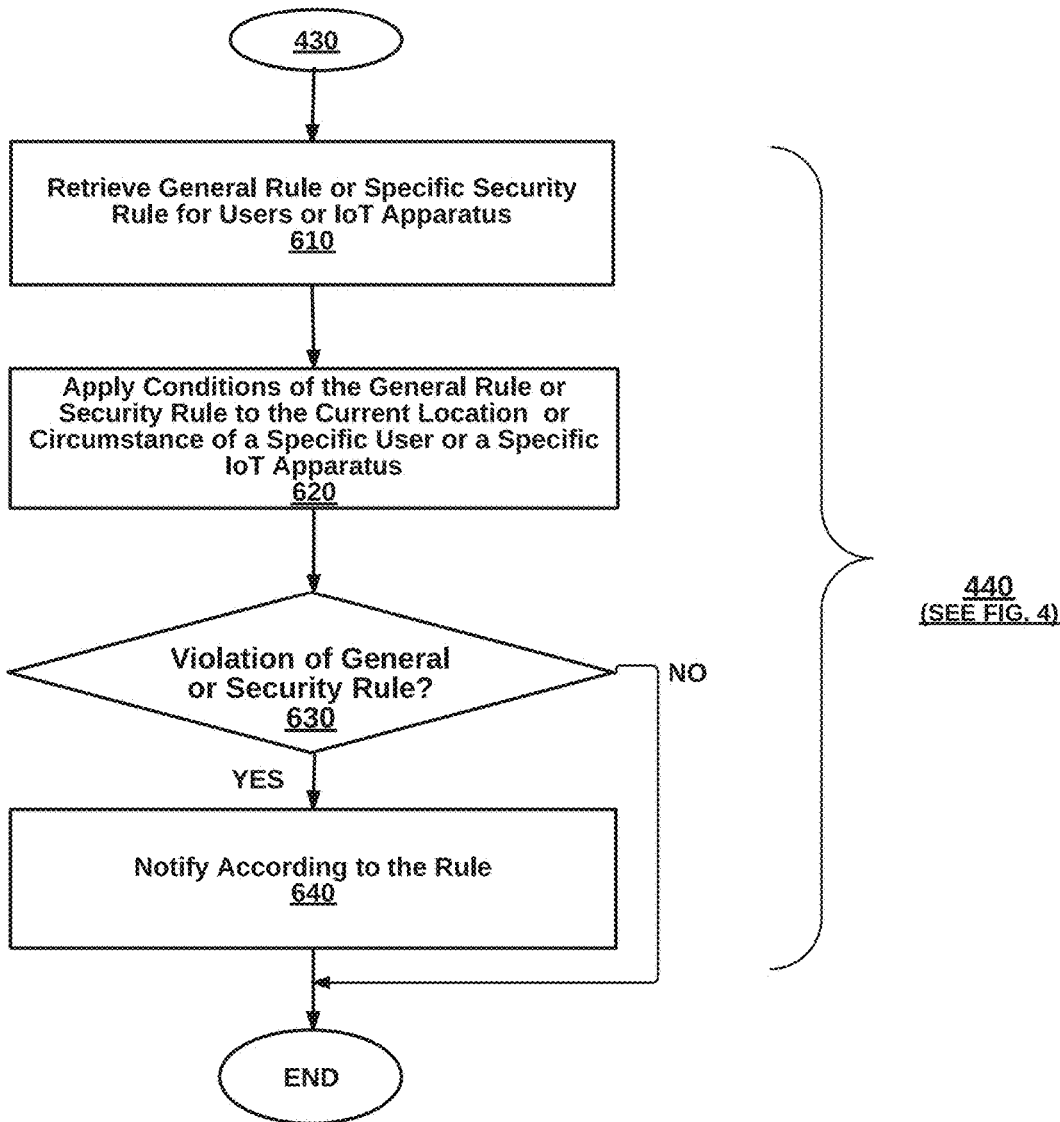 430
Retrieve General Rule or Specific Security
Rule for Users or IoT Apparatus
610
Apply Conditions of the General Rule or
Security Rule to the Current Location or
Circumstance of a Specific User or a Specific
IoT Apparatus
620
Violation of General
or Security Rule?
630
NO
YES
Notify According to the Rule
640
END
440
(SEE FIG. 4)